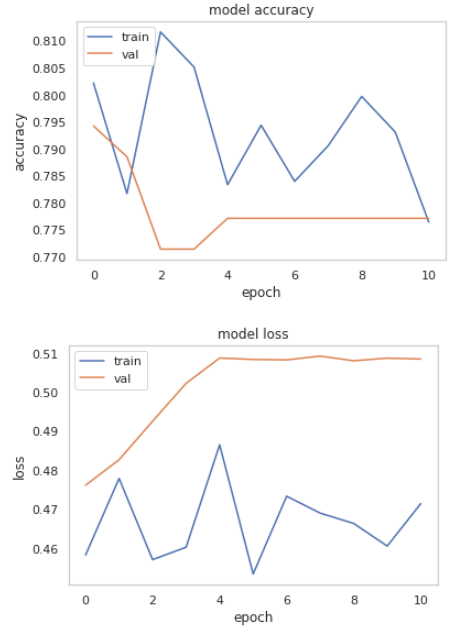 model accuracy
train
val
0.810
0.805
0.800
0.795
0.790
0.785
0.780
0.775
0.770
accuracy
0 2 4 6 8 10
epoch
model loss
train
val
0.51
0.50
0.49
0.48
0.47
0.46
loss
0 2 4 6 8 10
epoch